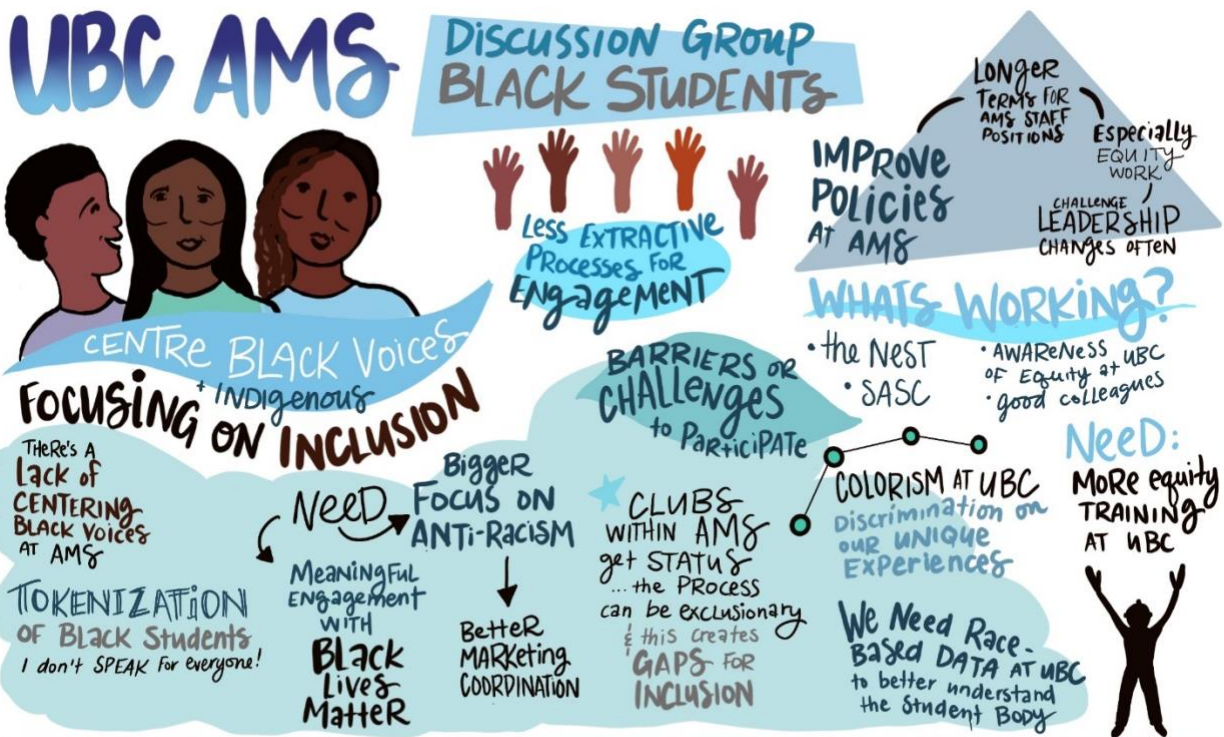 UBC AMS
DISCUSSION GROUP
BLACK STUDENTS
CENTRE BLACK VOICES
+ INDIGENOUS
FOCUSING ON INCLUSION
LESS EXTRACTIVE
PROCESSES FOR
ENGAGEMENT
IMPROVE
POLICIES
AT AMS
LONGER
TERMS FOR
AMS STAFF
POSITIONS
Especially
EQUITY
WORK
CHALLENGE
LEADERSHIP
CHANGES OFTEN
WHATS WORKING?
• the NEST
• SASC
• AWARENESS
OF Equity at UBC
• good colleagues
THERE'S A
Lack of
CENTERING
BLACK VOICES
AT AMS
TOKENIZATION
OF BLACK Students
I don't SPEAK for everyone!
NEED
MEANINGFUL
ENGAGEMENT
WITH
BLACK
LIVES
MATTER
BIGGER
FOCUS ON
ANTI-RACISM
BETTER
MARKETING
COORDINATION
BARRIERS OR
CHALLENGES
to PARTICIPATE
CLUBS
WITHIN AMS
get STATUS
... the PROCESS
can be exclusionary
& this creates
GAPS FOR
INCLUSION
COLORISM AT UBC
Discrimination on
our UNIQUE
EXPERIENCES
We Need Race-
BASED DATA AT UBC
to better understand
the Student Body
NEED:
MORE equity
TRAINING
AT UBC